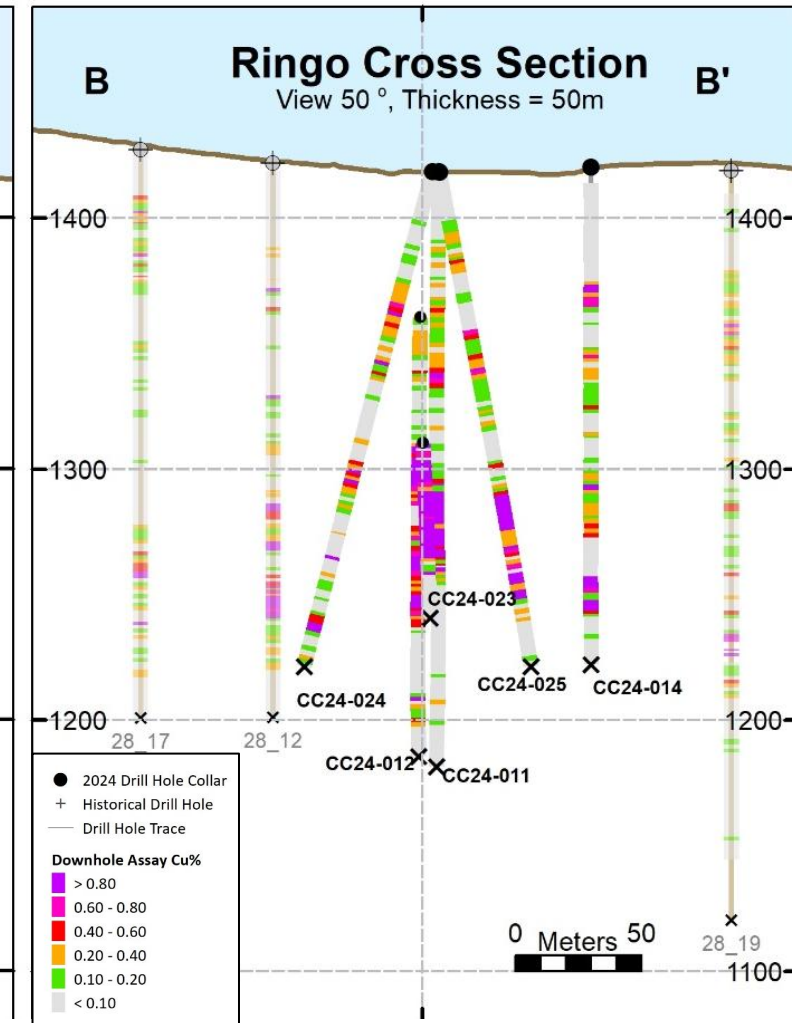 Ringo Cross Section
B
B'
View 50 °, Thickness = 50m
1400
1400
1300
1300
CC24-023
CC24-025
CC24-014
CC24-024
1200
1200
28_17
28_12
CC24-012
CC24-011
2024 Drill Hole Collar
Historical Drill Hole
Drill Hole Trace
Downhole Assay Cu%
> 0.80
0.60 - 0.80
0.40 - 0.60
0.20 - 0.40
0.10 - 0.20
< 0.10
0 Meters 50
28_19
1100